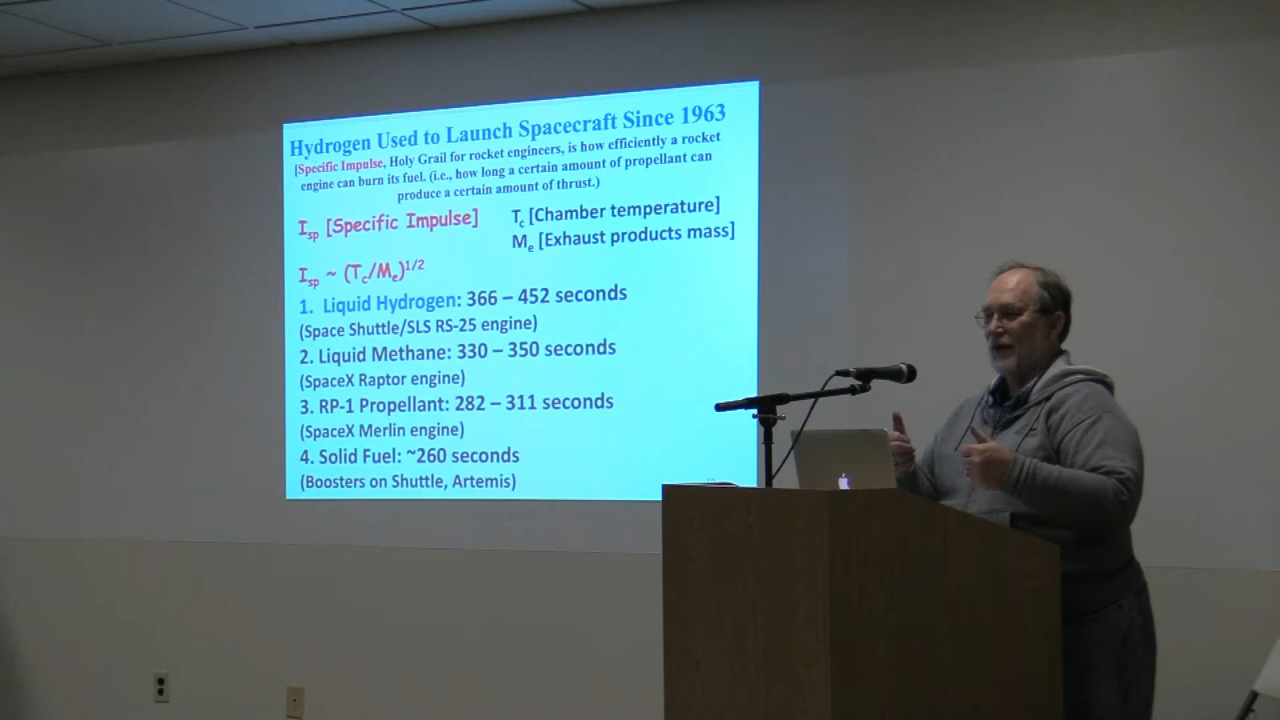 Hydrogen Used to Launch Spacecraft Since 1963
[Specific Impulse, Holy Grail for rocket engineers, is how efficiently a rocket
engine can burn its fuel. (i.e., how long a certain amount of propellant can
produce a certain amount of thrust.)
Isp [Specific Impulse]
Tc [Chamber temperature]
Me [Exhaust products mass]
Isp ~ (Tc/Me)1/2
1. Liquid Hydrogen: 366 – 452 seconds
(Space Shuttle/SLS RS-25 engine)
2. Liquid Methane: 330 – 350 seconds
(SpaceX Raptor engine)
3. RP-1 Propellant: 282 – 311 seconds
(SpaceX Merlin engine)
4. Solid Fuel: ~260 seconds
(Boosters on Shuttle, Artemis)